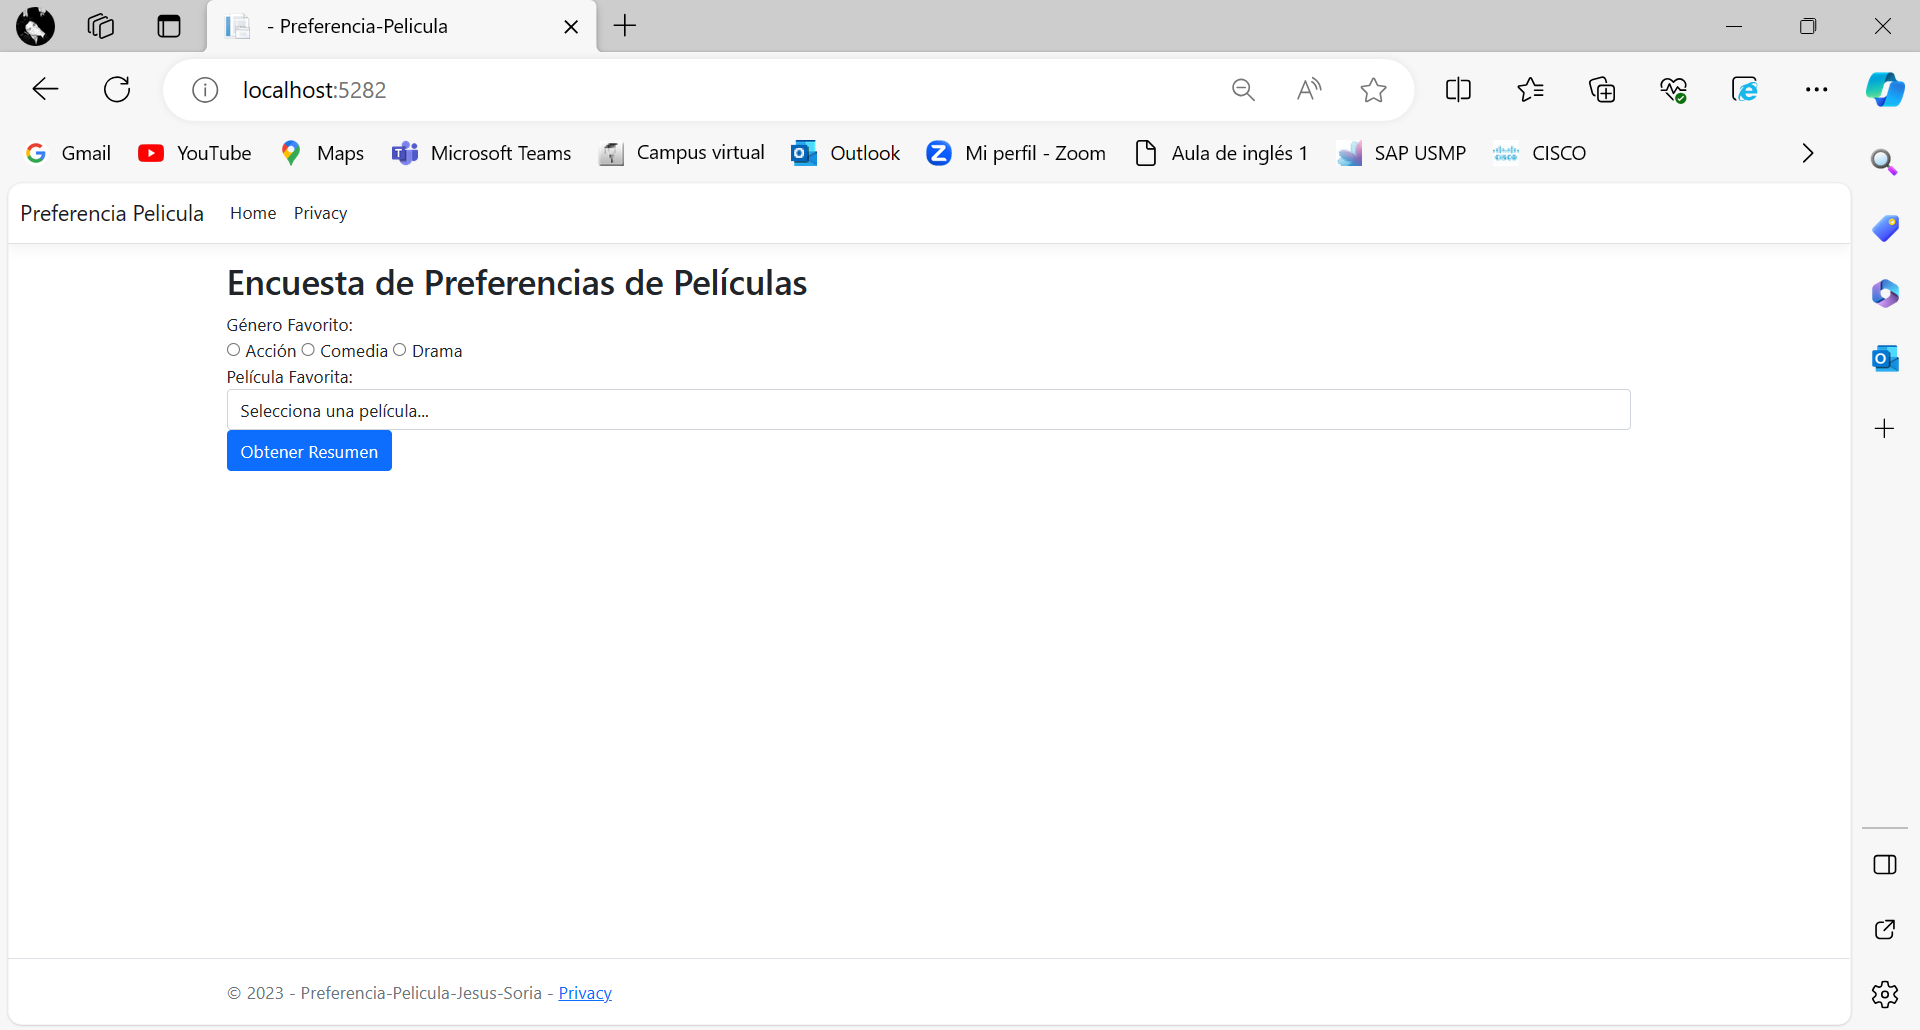 - Preferencia-Pelicula
localhost:5282
Gmail YouTube Maps Microsoft Teams Campus virtual Outlook Mi perfil - Zoom Aula de inglés 1 SAP USMP CISCO
Preferencia Pelicula Home Privacy
Encuesta de Preferencias de Películas
Género Favorito:
Acción Comedia Drama
Película Favorita:
Selecciona una película...
Obtener Resumen
© 2023 - Preferencia-Pelicula-Jesus-Soria - Privacy